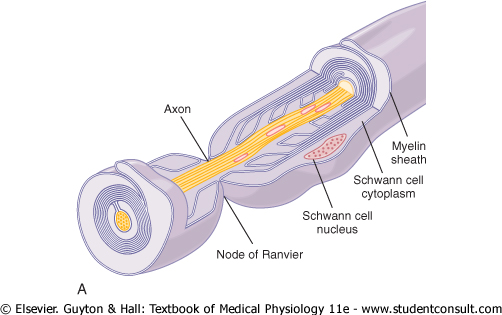 Axon
Myelin
sheath
Schwann cell
cytoplasm
Schwann cell
nucleus
Node of Ranvier
A
© Elsevier. Guyton & Hall: Textbook of Medical Physiology 11e - www.studentconsult.com